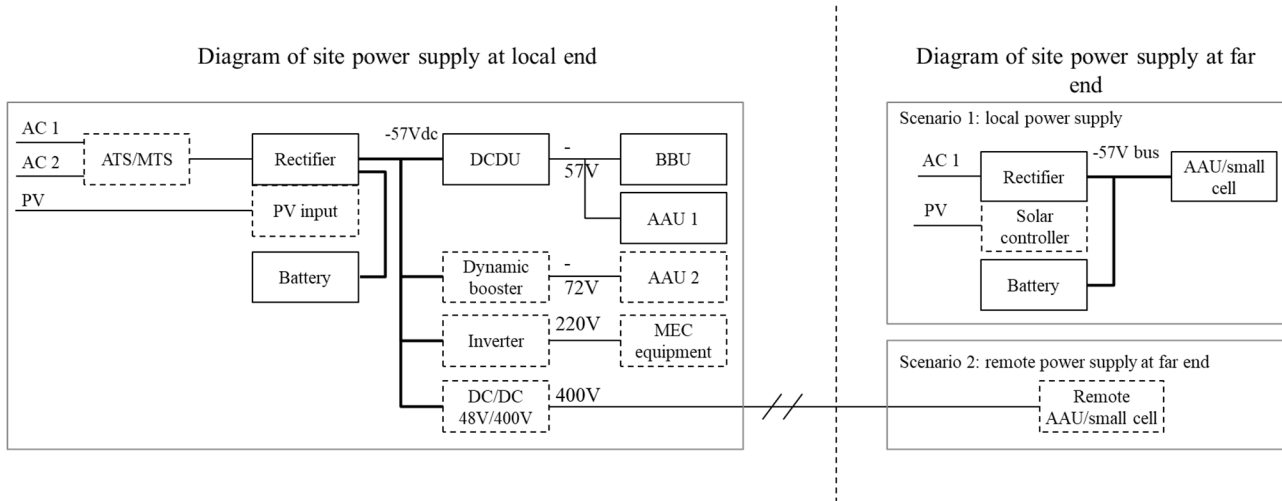 Diagram of site power supply at local end
Diagram of site power supply at far
end
AC 1
AC 2
PV
ATS/MTS
Rectifier
PV input
Battery
-57Vdc
DCDU
-
57V
BBU
AAU 1
Dynamic
booster
-
72V
AAU 2
Inverter
220V
MEC
equipment
DC/DC
48V/400V
400V
Scenario 1: local power supply
AC 1
PV
Rectifier
Solar
controller
Battery
-57V bus
AAU/small
cell
Scenario 2: remote power supply at far end
Remote
AAU/small cell